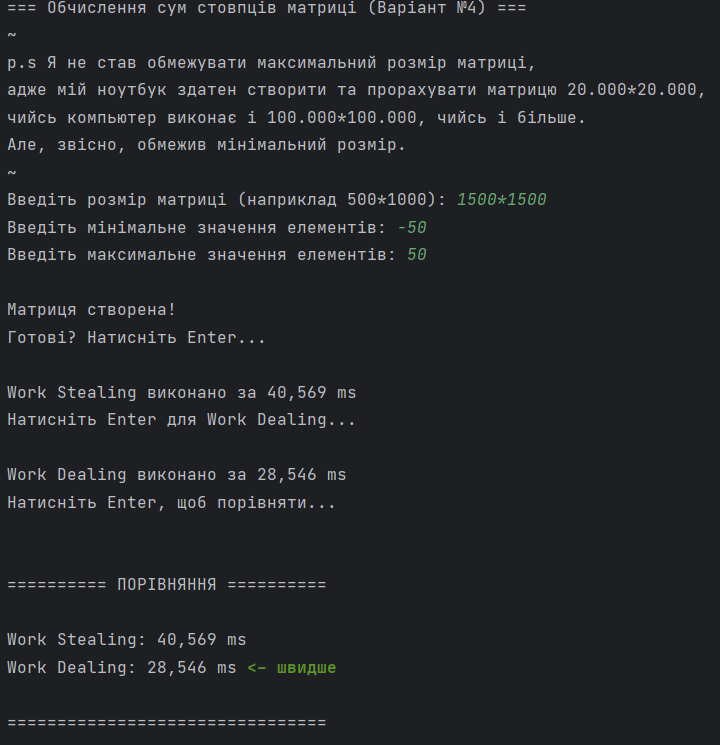 === Обчислення сум стовпців матриці (Варіант №4) ===
~
p.s Я не став обмежувати максимальний розмір матриці,
адже мій ноутбук здатен створити та прорахувати матрицю 20.000*20.000,
чийсь компьютер виконає і 100.000*100.000, чийсь і більше.
Але, звісно, обмежив мінімальний розмір.
~
Введіть розмір матриці (наприклад 500*1000): 1500*1500
Введіть мінімальне значення елементів: -50
Введіть максимальне значення елементів: 50
Матриця створена!
Готові? Натисніть Enter...
Work Stealing виконано за 40,569 ms
Натисніть Enter для Work Dealing...
Work Dealing виконано за 28,546 ms
Натисніть Enter, щоб порівняти...
========== ПОРІВНЯННЯ ==========
Work Stealing: 40,569 ms
Work Dealing: 28,546 ms <- швидше
================================